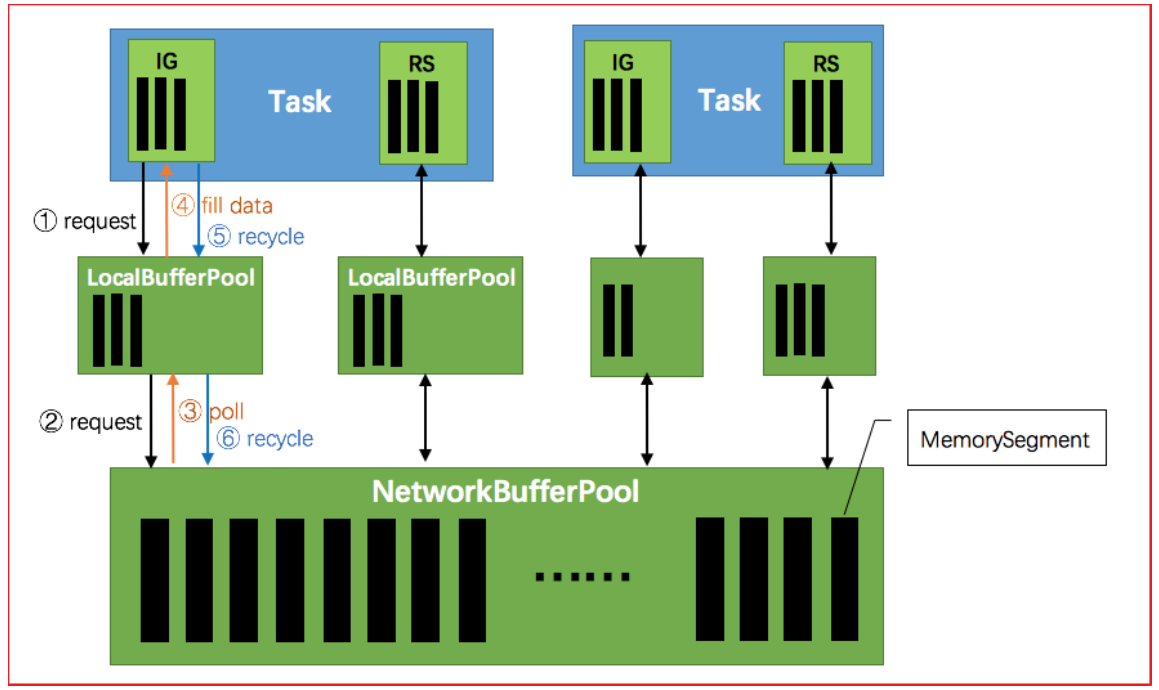 IG
RS
Task
IG
RS
Task
① request
④ fill data
⑤ recycle
LocalBufferPool
LocalBufferPool
② request
③ poll
⑥ recycle
MemorySegment
NetworkBufferPool
......